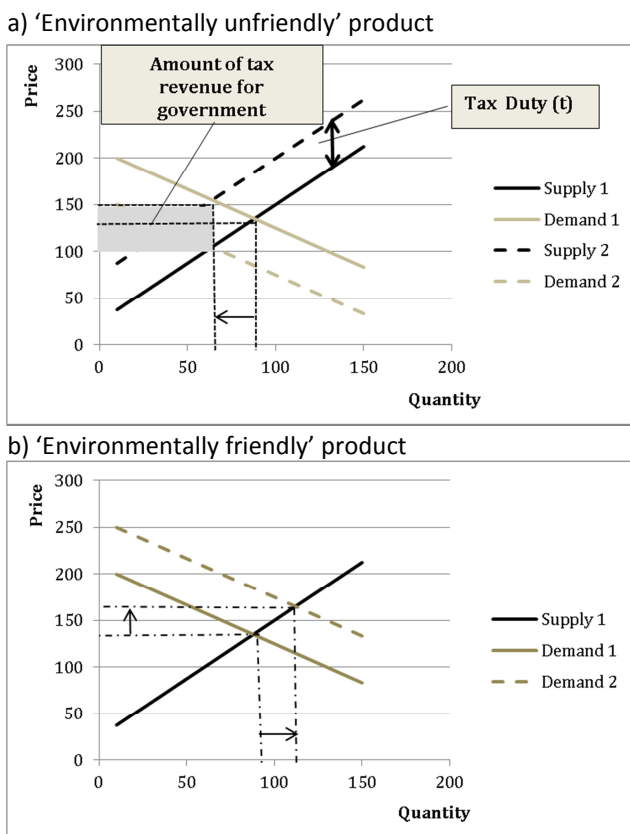 a) ‘Environmentally unfriendly’ product
Price
300
250
200
150
100
50
0
Amount of tax
revenue for
government
Tax Duty (t)
Supply 1
Demand 1
Supply 2
Demand 2
0 50 100 150 200
Quantity
b) ‘Environmentally friendly’ product
Price
300
250
200
150
100
50
0
Supply 1
Demand 1
Demand 2
0 50 100 150 200
Quantity